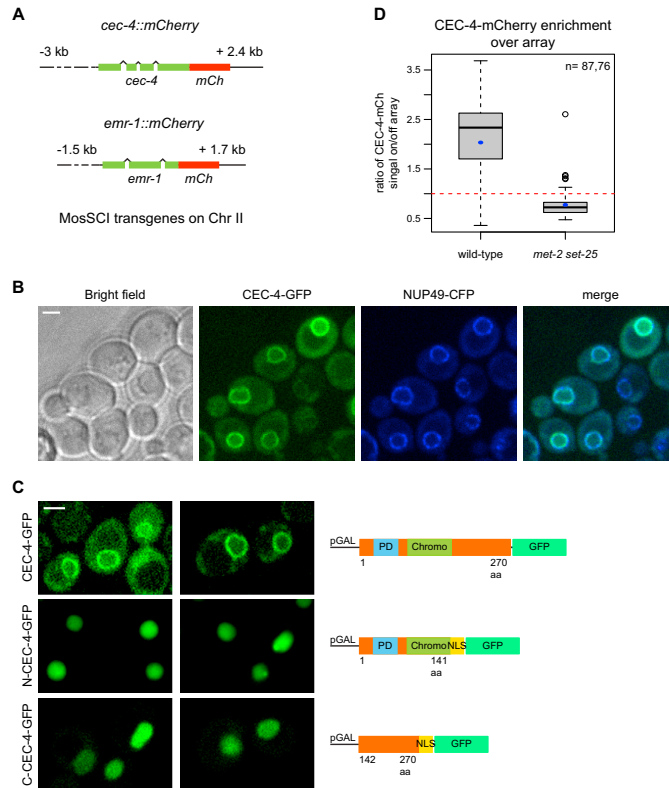 A
cec-4::mCherry
-3 kb
+ 2.4 kb
cec-4
mCh
emr-1::mCherry
-1.5 kb
+ 1.7 kb
emr-1
mCh
MosSCI transgenes on Chr II
D
CEC-4-mCherry enrichment
over array
n= 87,76
ratio of CEC-4-mCh
singal on/off array
3.5
2.5
1.5
0.5
wild-type
met-2 set-25
B
Bright field
CEC-4-GFP
NUP49-CFP
merge
C
CEC-4-GFP
pGAL
PD
Chromo
GFP
1
270
aa
N-CEC-4-GFP
pGAL
PD
Chromo
NLS
GFP
1
141
aa
C-CEC-4-GFP
pGAL
NLS
GFP
142
270
aa